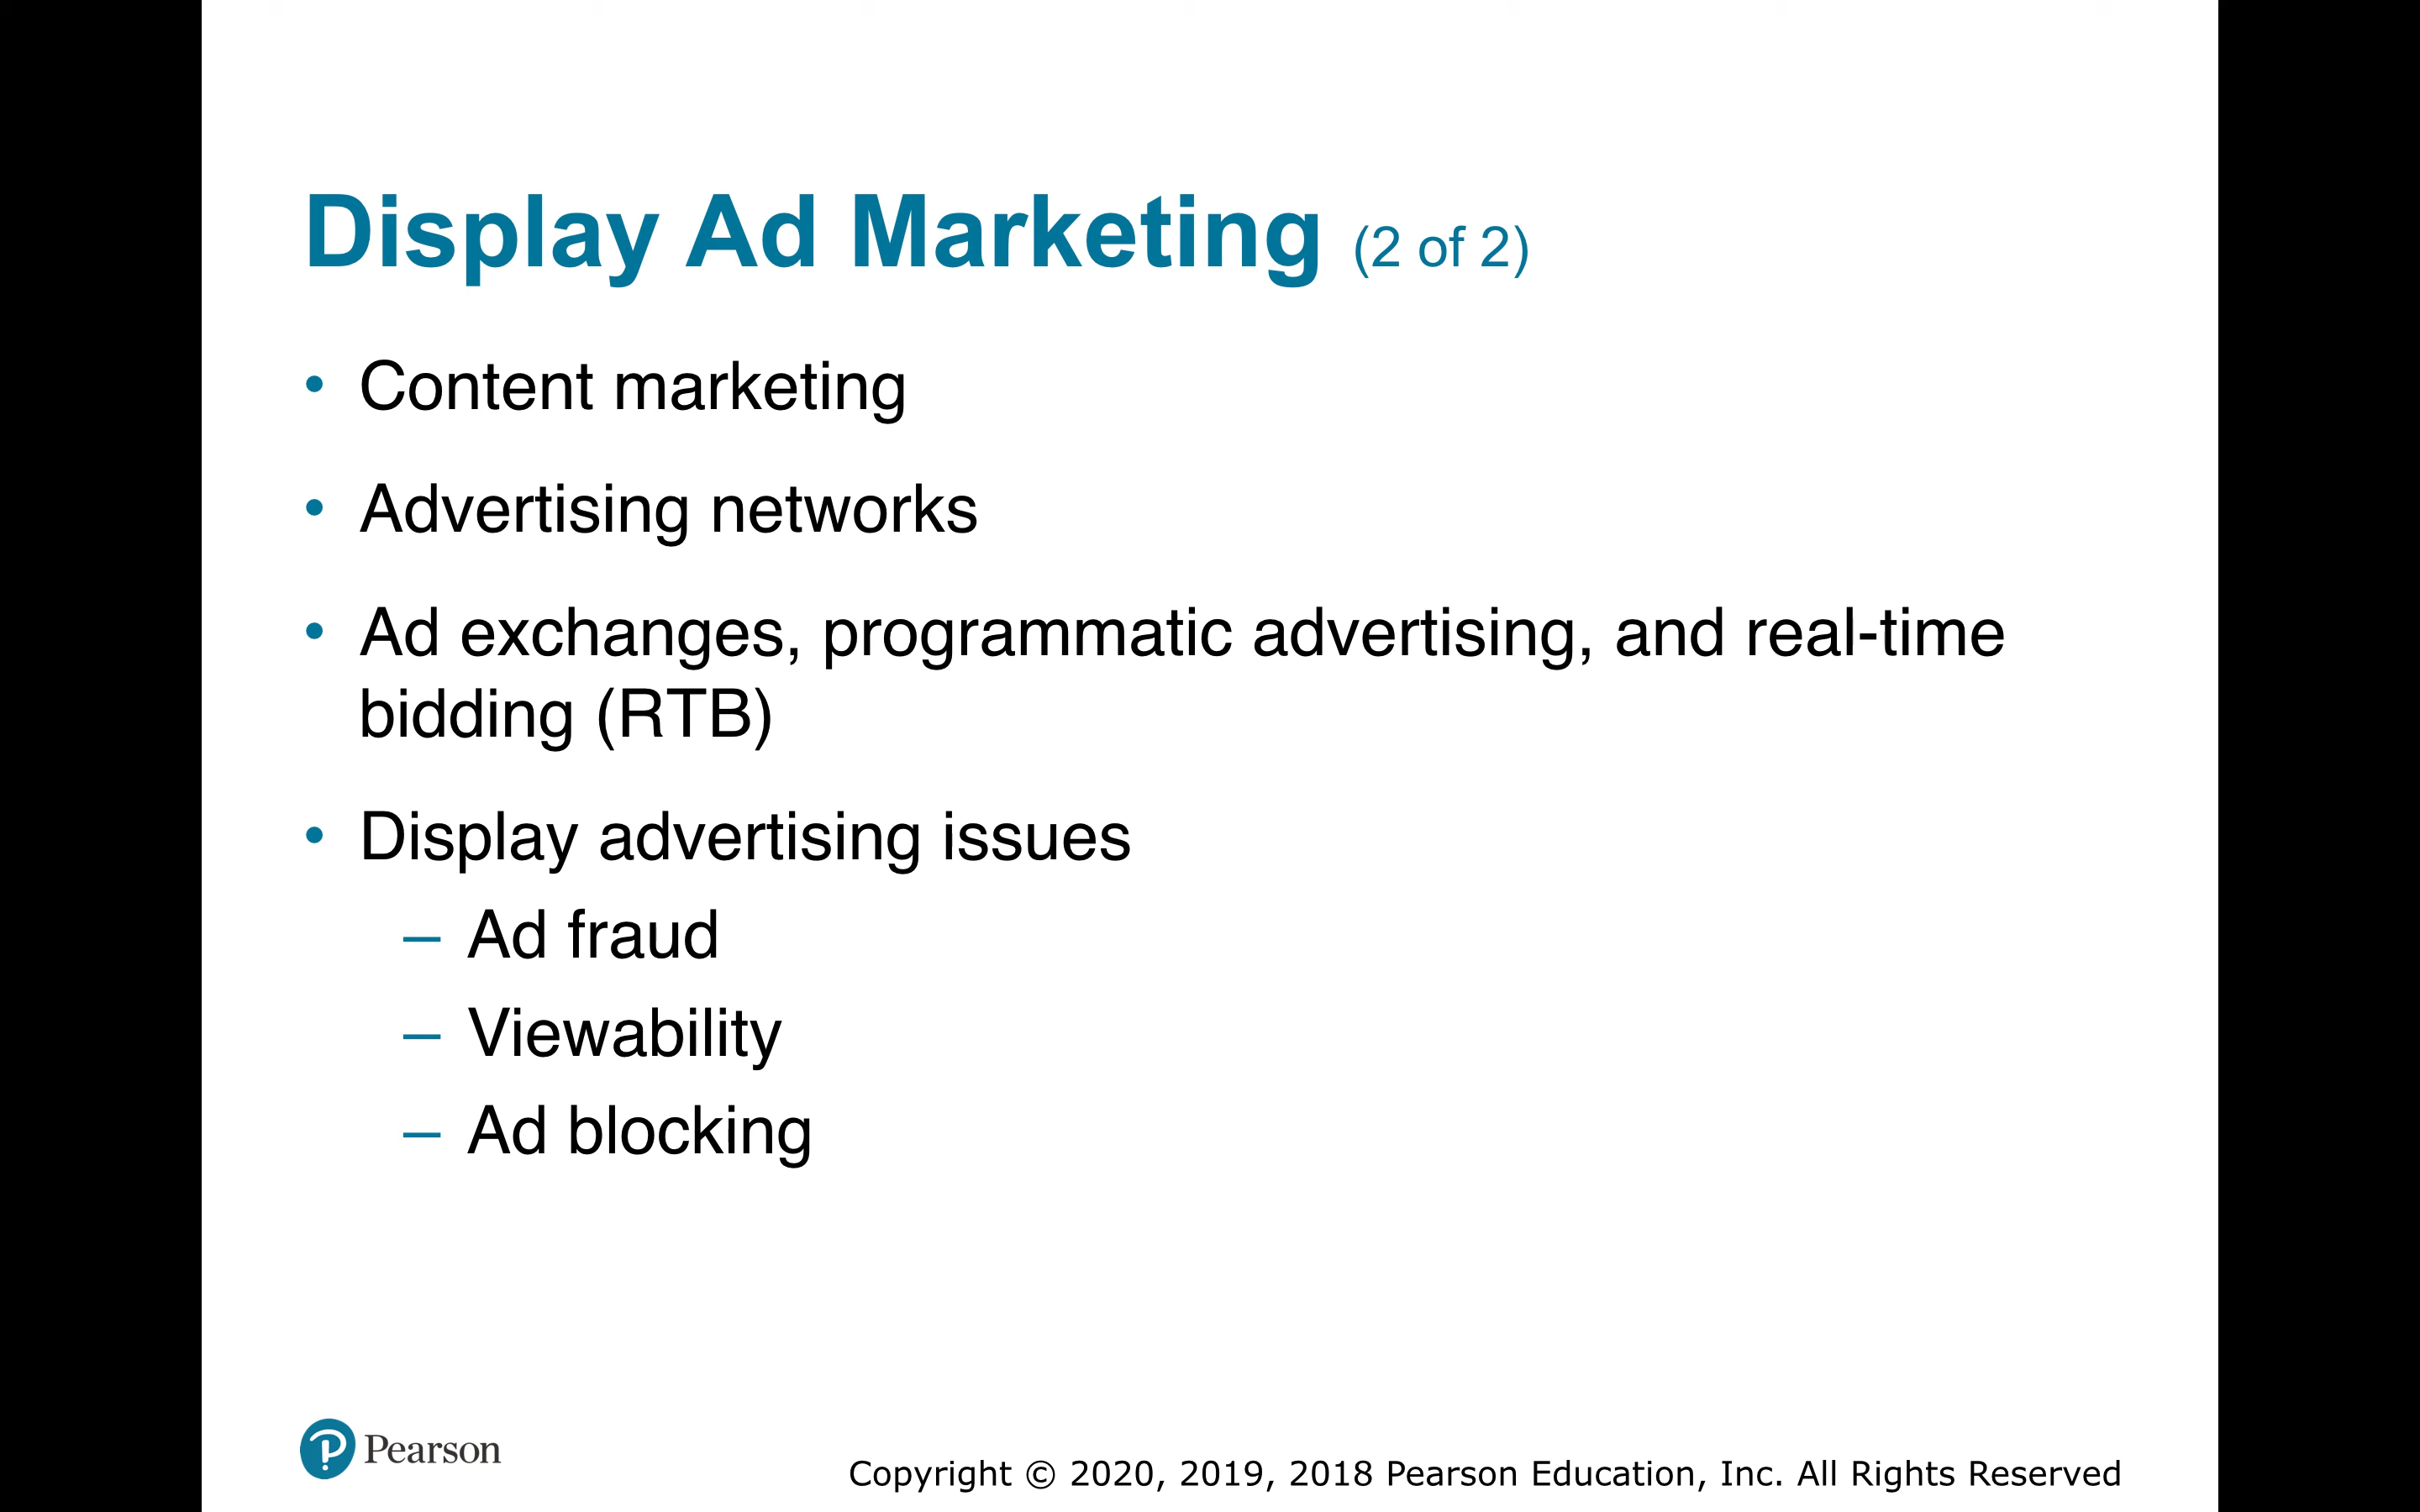 Display Ad Marketing (2 of 2)
• Content marketing
• Advertising networks
• Ad exchanges, programmatic advertising, and real-time
bidding (RTB)
• Display advertising issues
– Ad fraud
– Viewability
– Ad blocking
Pearson
Copyright © 2020, 2019, 2018 Pearson Education, Inc. All Rights Reserved